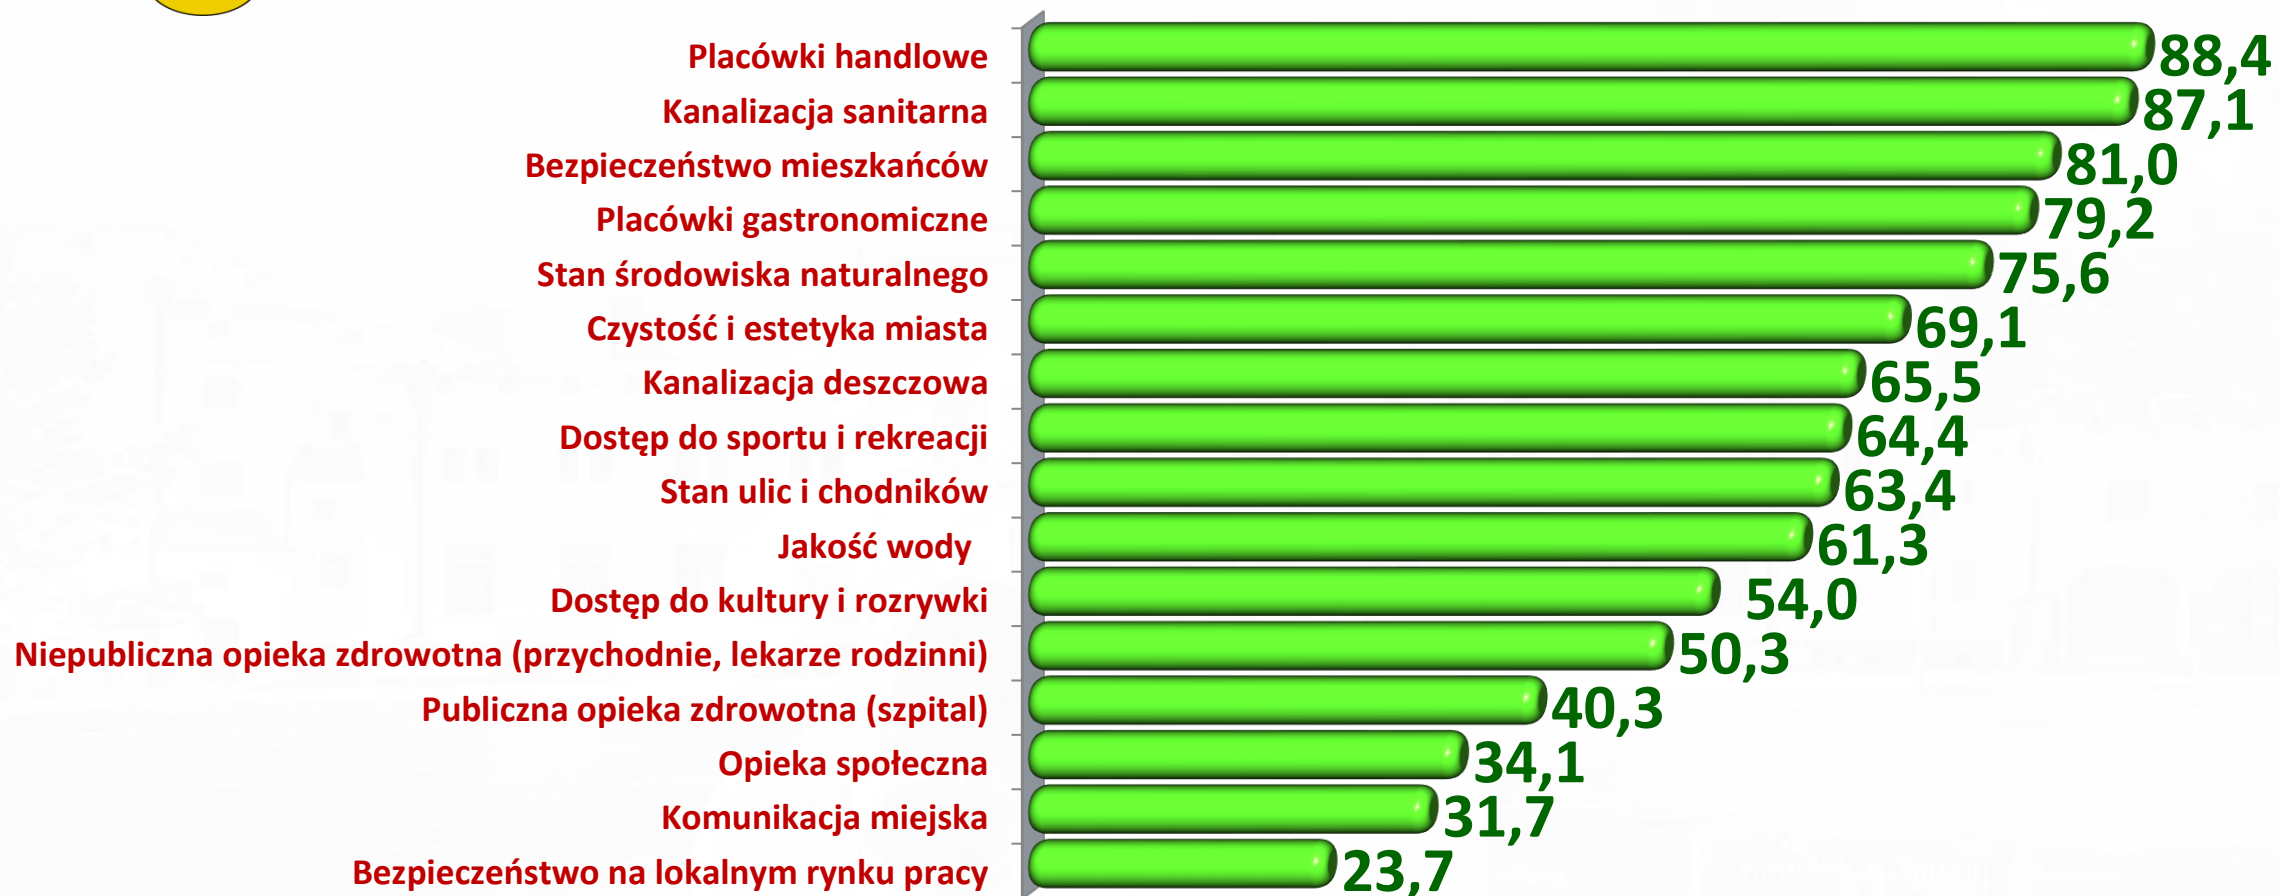 Placówki handlowe 88,4
Kanalizacja sanitarna 87,1
Bezpieczeństwo mieszkańców 81,0
Placówki gastronomiczne 79,2
Stan środowiska naturalnego 75,6
Czystość i estetyka miasta 69,1
Kanalizacja deszczowa 65,5
Dostęp do sportu i rekreacji 64,4
Stan ulic i chodników 63,4
Jakość wody 61,3
Dostęp do kultury i rozrywki 54,0
Niepubliczna opieka zdrowotna (przychodnie, lekarze rodzinni) 50,3
Publiczna opieka zdrowotna (szpital) 40,3
Opieka społeczna 34,1
Komunikacja miejska 31,7
Bezpieczeństwo na lokalnym rynku pracy 23,7